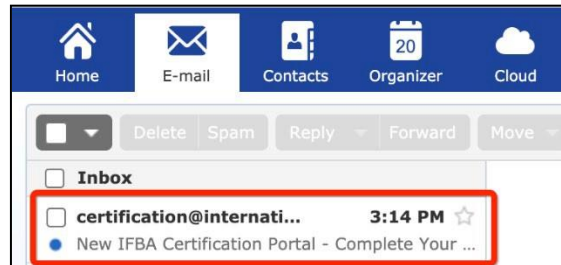 20
Home E-mail Contacts Organizer Cloud
Delete Spam Reply Forward Move
Inbox
certification@internati... 3:14 PM
New IFBA Certification Portal - Complete Your ...